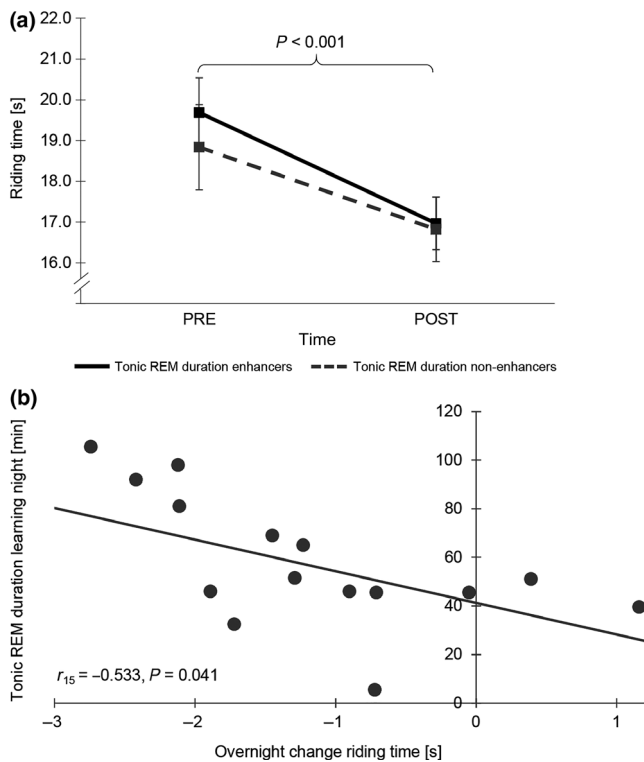 (a)
22.0
21.0
20.0
19.0
18.0
17.0
16.0
Riding time [s]
P < 0.001
PRE
POST
Time
Tonic REM duration enhancers
Tonic REM duration non-enhancers
(b)
Tonic REM duration learning night [min]
120
100
80
60
40
20
0
r15 = –0.533, P = 0.041
–3
–2
–1
0
1
Overnight change riding time [s]